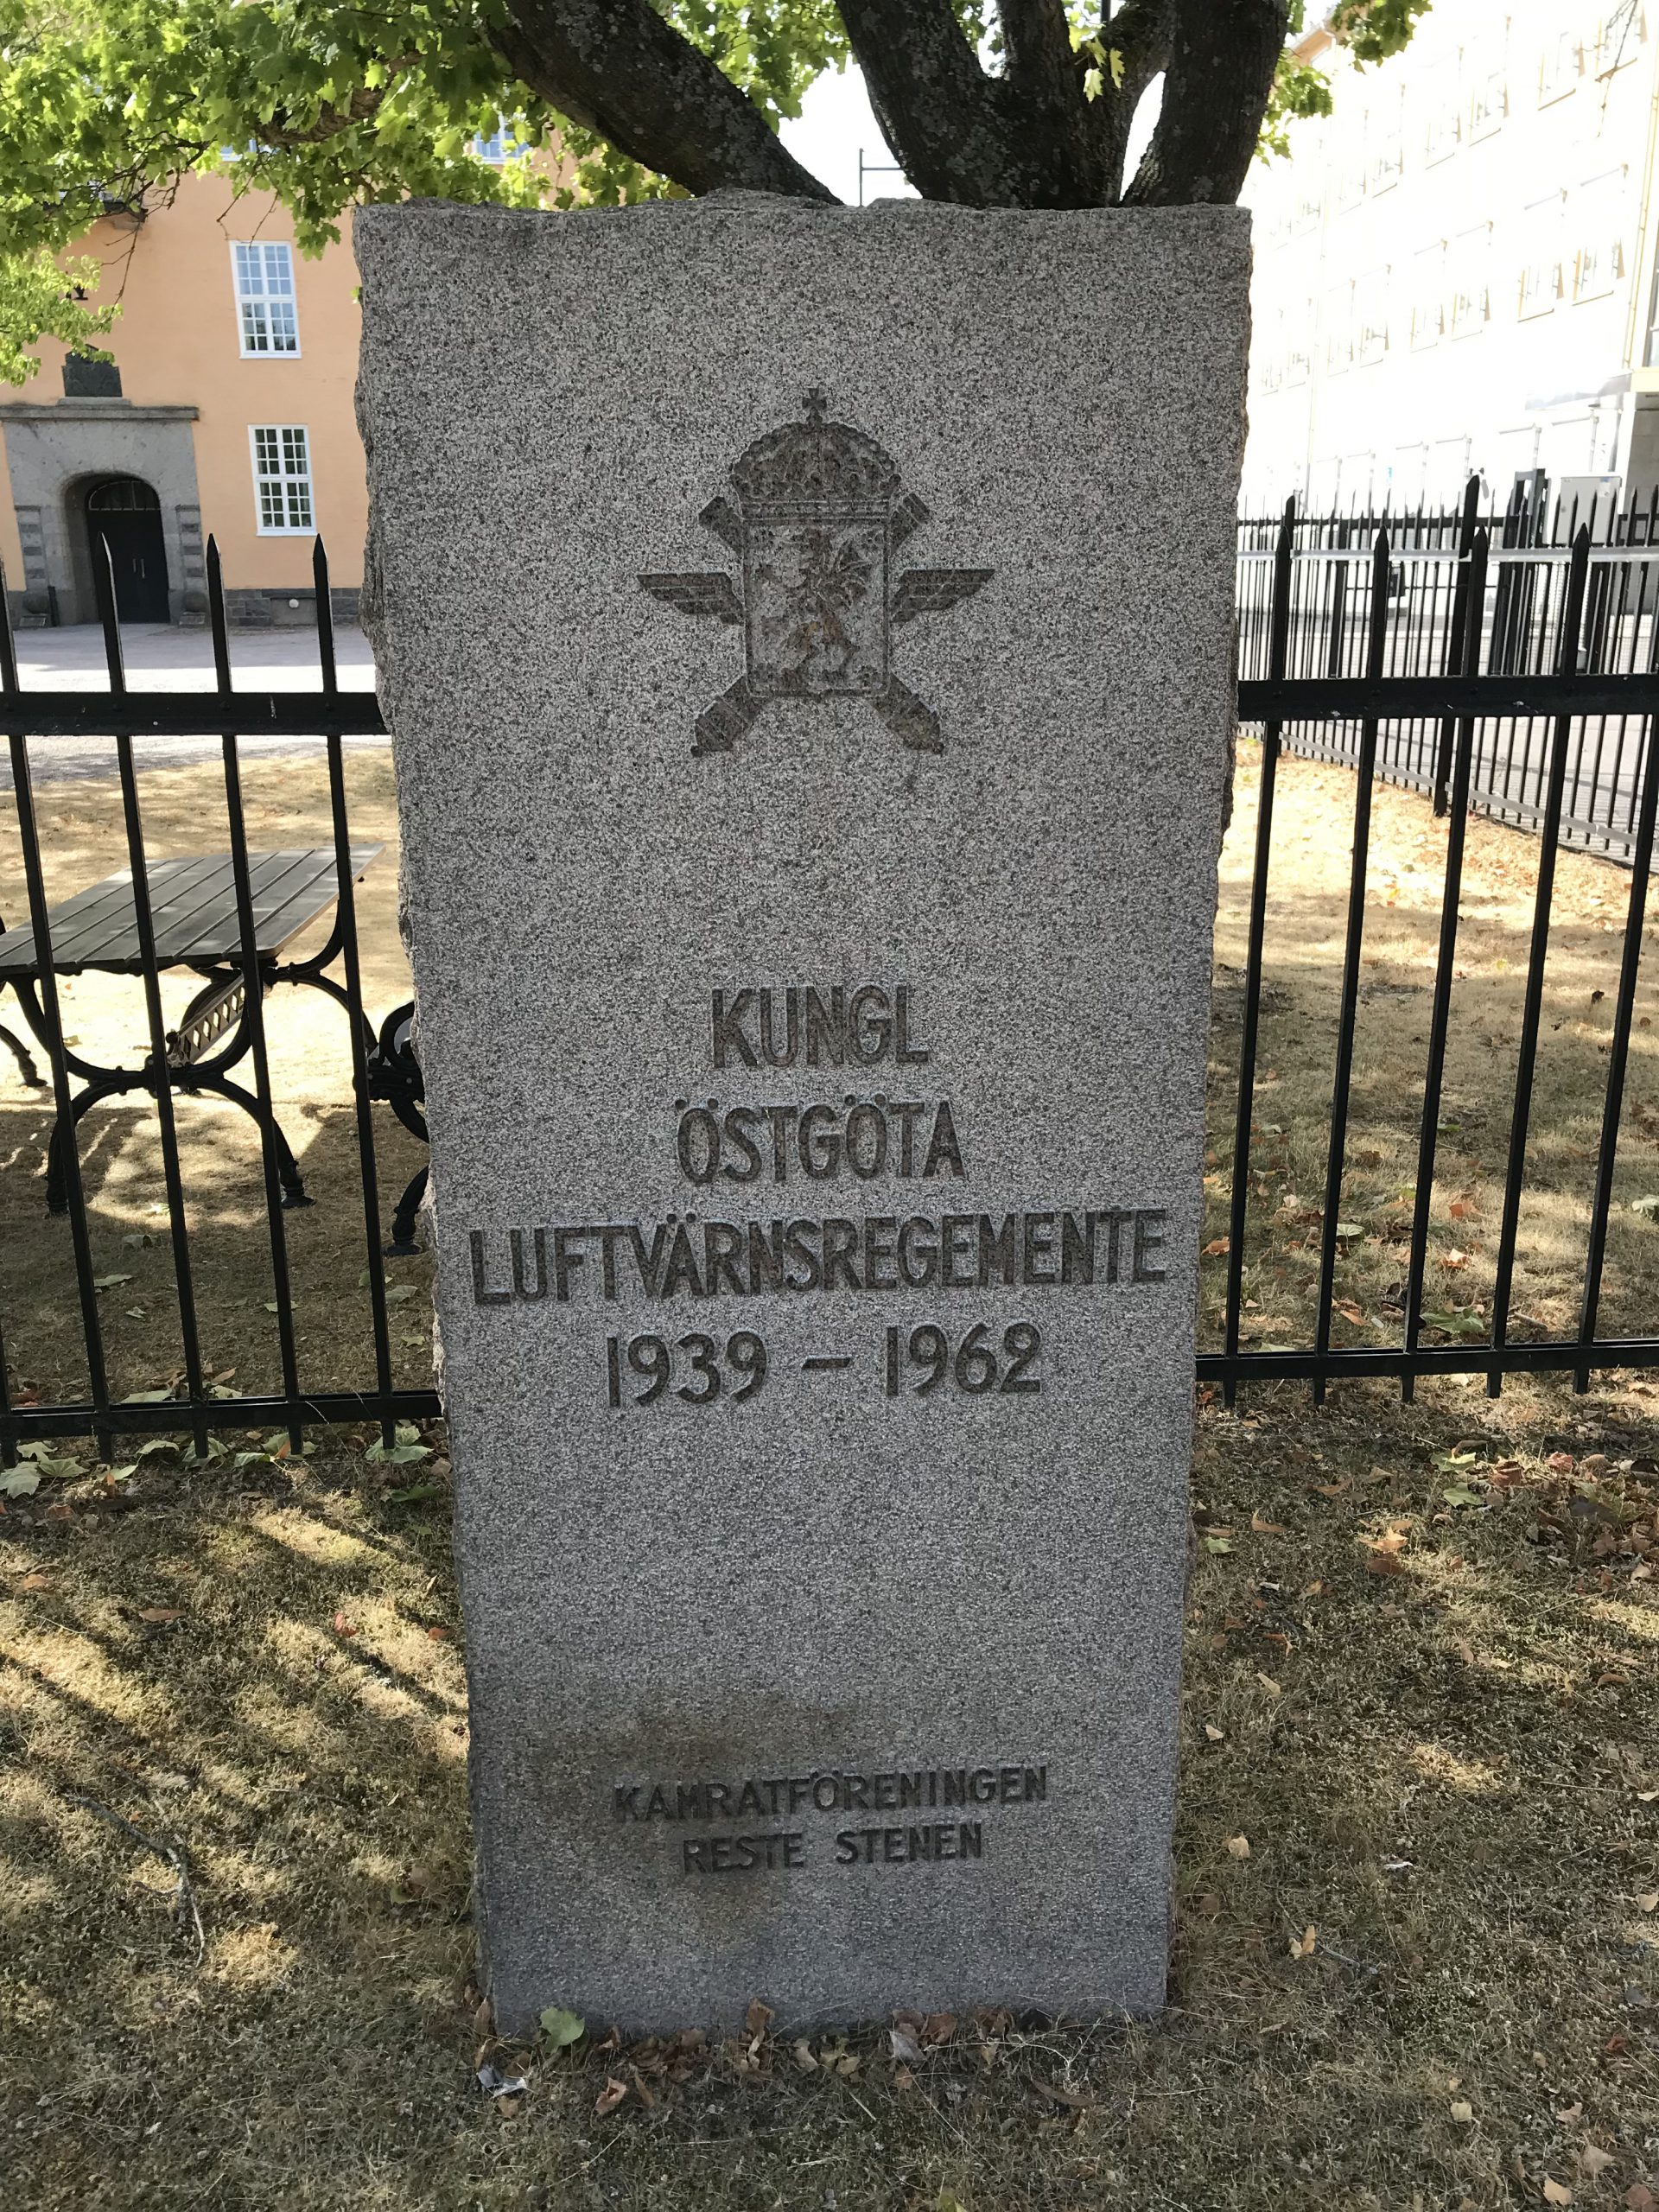 KUNGL
ÖSTGÖTA
LUFTVÄRNSREGEMENTE
1939 – 1962
KAMRATFÖRENINGEN
RESTE STENEN